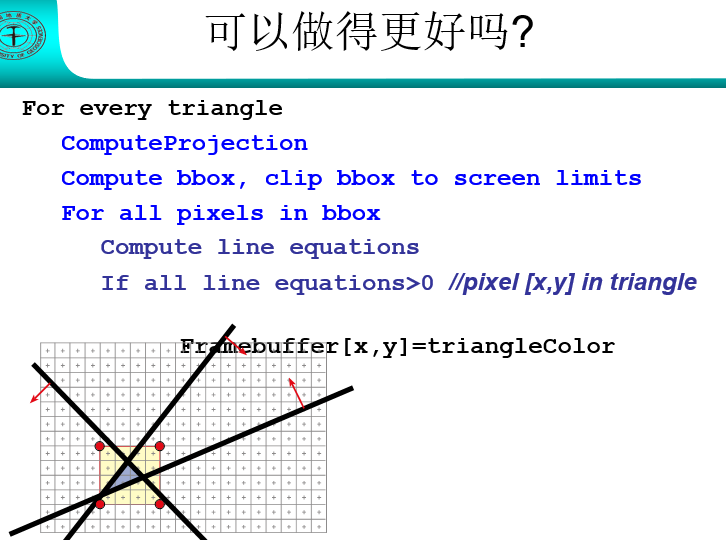 可以做得更好吗?
For every triangle
ComputeProjection
Compute bbox, clip bbox to screen limits
For all pixels in bbox
Compute line equations
If all line equations>0 //pixel [x,y] in triangle
Framebuffer[x,y]=triangleColor